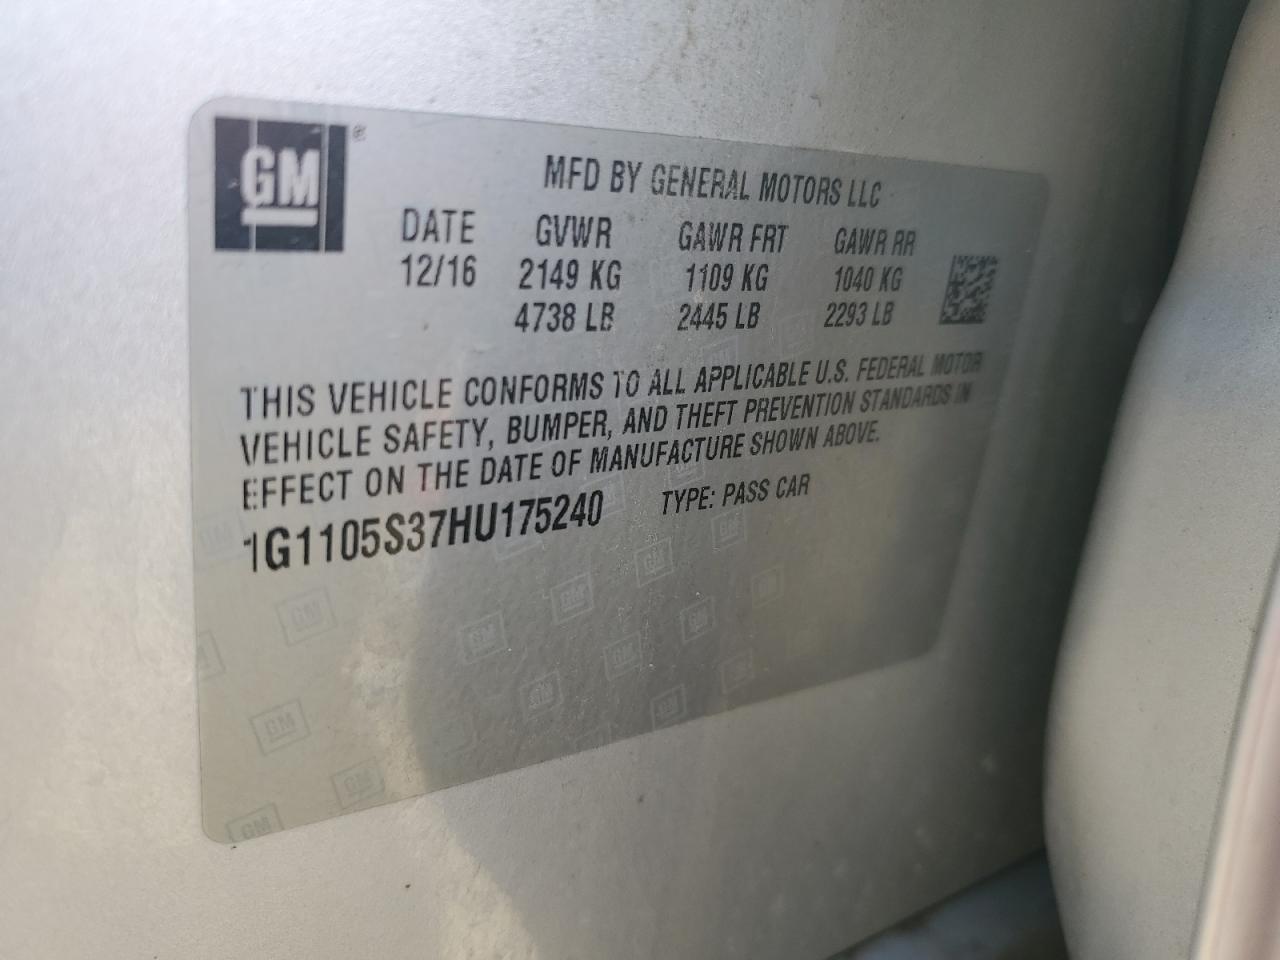 GM ®
MFD BY GENERAL MOTORS LLC
DATE GVWR GAWR FRT GAWR RR
12/16 2149 KG 1109 KG 1040 KG
4738 LB 2445 LB 2293 LB
THIS VEHICLE CONFORMS TO ALL APPLICABLE U.S. FEDERAL MOTOR
VEHICLE SAFETY, BUMPER, AND THEFT PREVENTION STANDARDS IN
EFFECT ON THE DATE OF MANUFACTURE SHOWN ABOVE.
1G1105S37HU175240 TYPE: PASS CAR